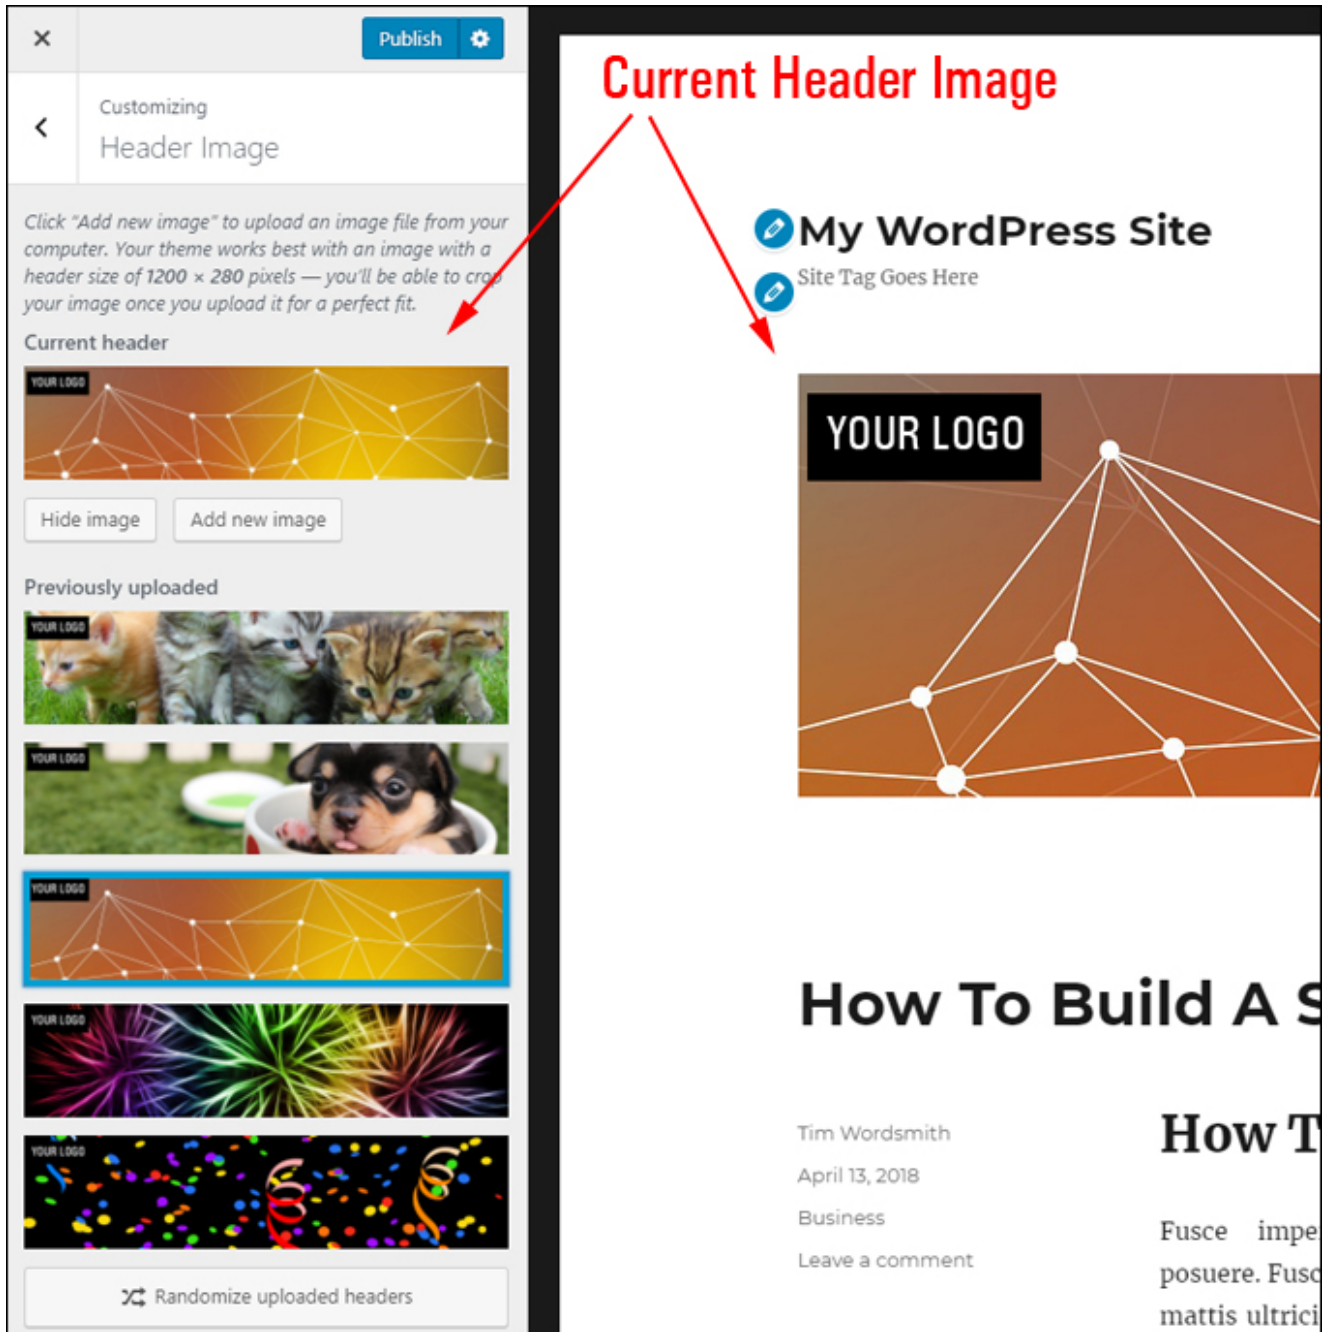 Publish
Customizing
Header Image
Click “Add new image” to upload an image file from your
computer. Your theme works best with an image with a
header size of 1200 × 280 pixels — you’ll be able to crop
your image once you upload it for a perfect fit.
Current header
YOUR LOGO
Hide image
Add new image
Previously uploaded
YOUR LOGO
YOUR LOGO
YOUR LOGO
YOUR LOGO
YOUR LOGO
Randomize uploaded headers
Current Header Image
My WordPress Site
Site Tag Goes Here
YOUR LOGO
How To Build A S
Tim Wordsmith
April 13, 2018
Business
Leave a comment
How T
Fusce impe
posuere. Fusc
mattis ultrici